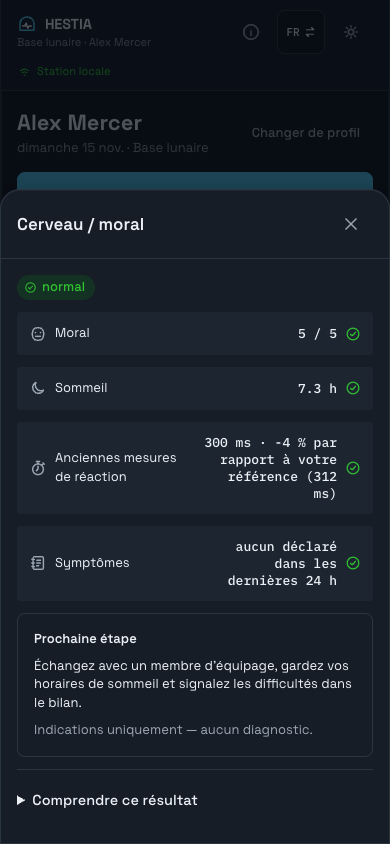 HESTIA
Base lunaire · Alex Mercer
FR
Station locale
Alex Mercer
dimanche 15 nov. · Base lunaire
Changer de profil
Cerveau / moral
normal
Moral
5 / 5
Sommeil
7.3 h
Anciennes mesures
de réaction
300 ms · -4 % par
rapport à votre
référence (312
ms)
Symptômes
aucun déclaré
dans les
dernières 24 h
Prochaine étape
Échangez avec un membre d'équipage, gardez vos
horaires de sommeil et signalez les difficultés dans
le bilan.
Indications uniquement — aucun diagnostic.
Comprendre ce résultat